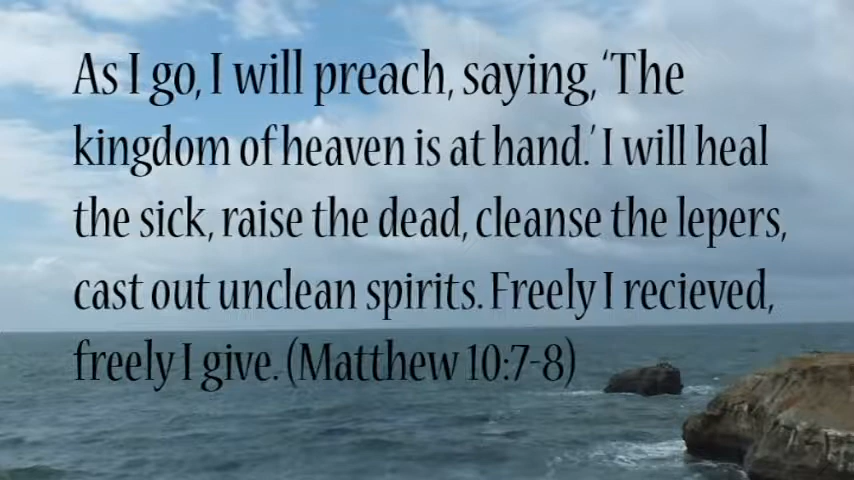 As I go, I will preach, saying, ‘The
kingdom of heaven is at hand.’ I will heal
the sick, raise the dead, cleanse the lepers,
cast out unclean spirits. Freely I recieved,
freely I give. (Matthew 10:7-8)